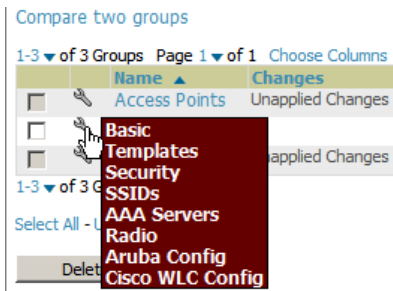 Compare two groups
1-3 of 3 Groups Page 1 of 1 Choose Columns
Name Changes
Access Points Unapplied Changes
Basic
Templates
Security
applied Changes
1-3 of 3 G
SSIDs
AAA Servers
Select All -
Radio
Aruba Config
Delet
Cisco WLC Config